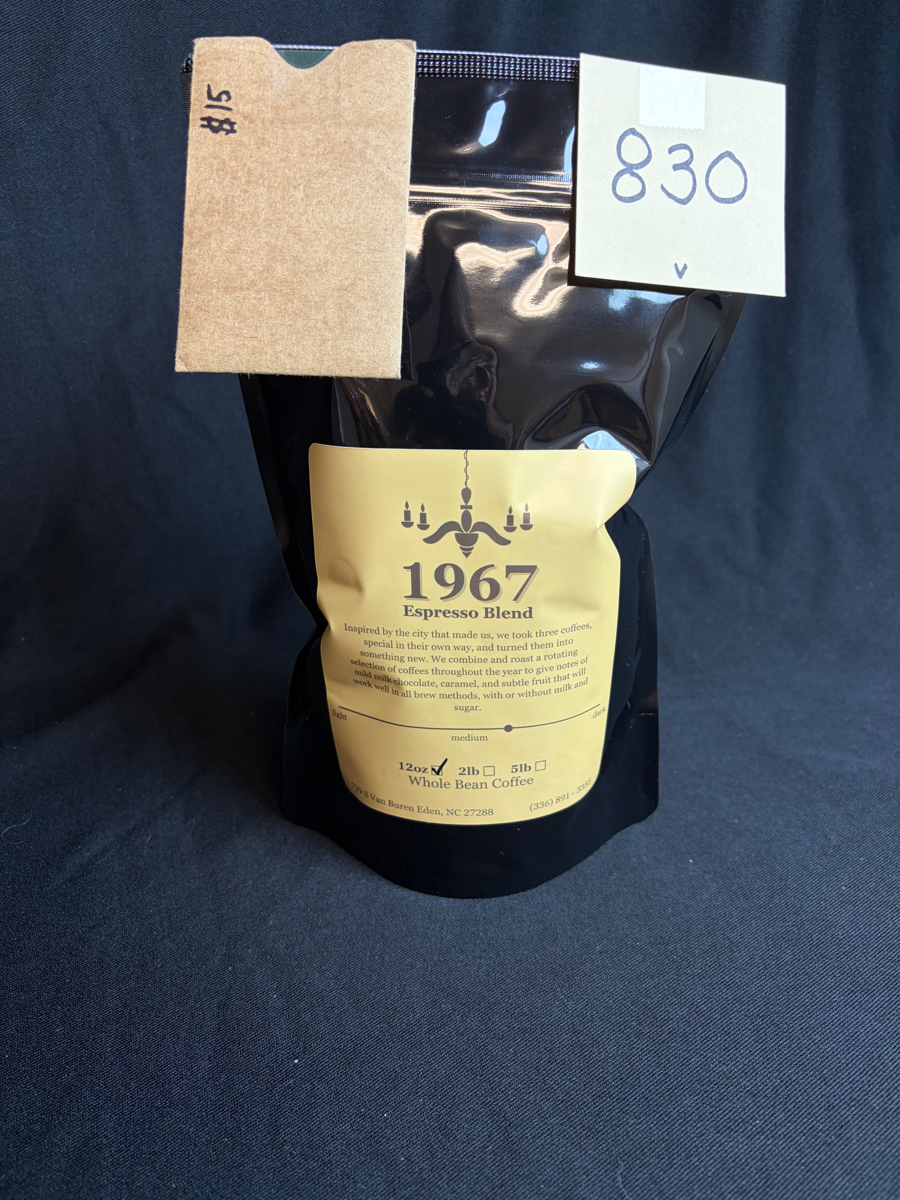 $15
830
v
1967
Espresso Blend
Inspired by the city that made us, we took three coffees,
special in their own way, and turned them into
something new. We combine and roast a rotating
selection of coffees throughout the year to give notes of
mild milk chocolate, caramel, and subtle fruit that will
work well in all brew methods, with or without milk and
sugar.
light
dark
medium
12oz 2lb 5lb
Whole Bean Coffee
Van Buren Eden, NC 27288
(336) 891 -